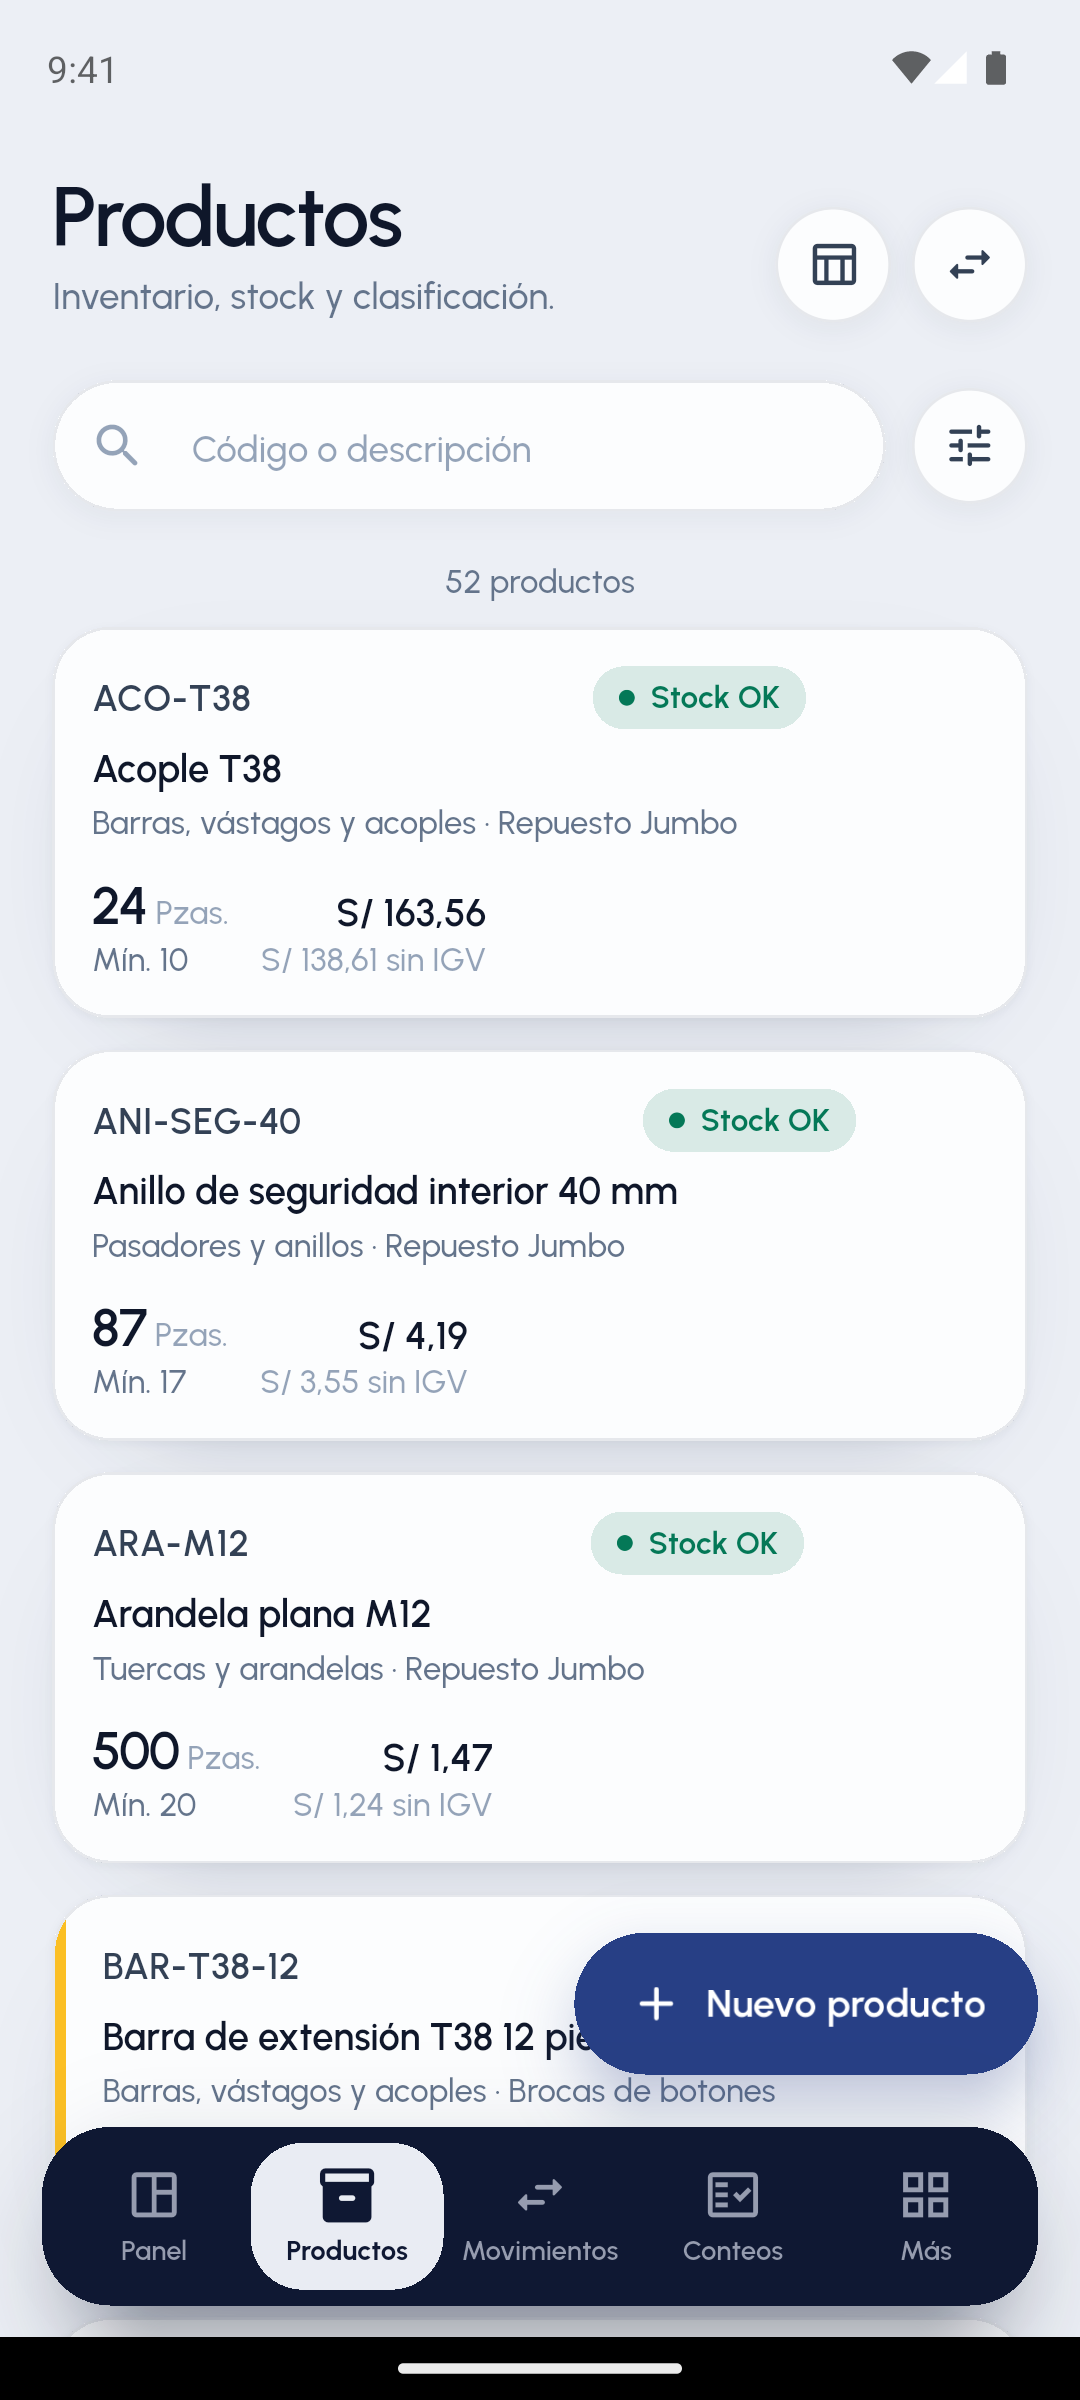 9:41
Productos
Inventario, stock y clasificación.
Código o descripción
52 productos
ACO-T38
Stock OK
Acople T38
Barras, vástagos y acoples · Repuesto Jumbo
24 Pzas.
S/ 163,56
Mín. 10
S/ 138,61 sin IGV
ANI-SEG-40
Stock OK
Anillo de seguridad interior 40 mm
Pasadores y anillos · Repuesto Jumbo
87 Pzas.
S/ 4,19
Mín. 17
S/ 3,55 sin IGV
ARA-M12
Stock OK
Arandela plana M12
Tuercas y arandelas · Repuesto Jumbo
500 Pzas.
S/ 1,47
Mín. 20
S/ 1,24 sin IGV
BAR-T38-12
Nuevo producto
Barra de extensión T38 12
Barras, vástagos y acoples · Brocas de botones
Panel
Productos
Movimientos
Conteos
Más